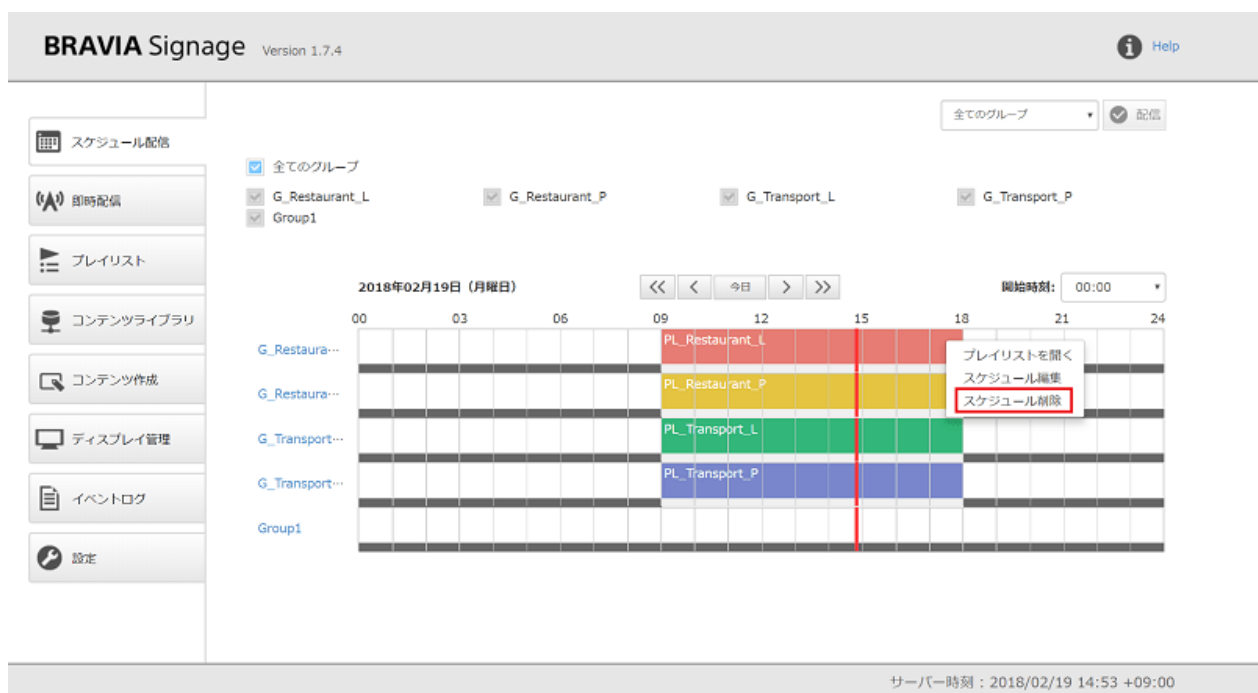 BRAVIA Signage Version 1.7.4
Help
全てのグループ
配信
スケジュール配信
即時配信
プレイリスト
コンテンツライブラリ
コンテンツ作成
ディスプレイ管理
イベントログ
設定
全てのグループ
G_Restaurant_L G_Restaurant_P G_Transport_L G_Transport_P
Group1
2018年02月19日（月曜日） 今日 開始時刻: 00:00
00 03 06 09 12 15 18 21 24
G_Restaura… PL_Restaurant_L
G_Restaura… PL_Restaurant_P
G_Transport… PL_Transport_L
G_Transport… PL_Transport_P
Group1
プレイリストを開く
スケジュール編集
スケジュール削除
サーバー時刻 : 2018/02/19 14:53 +09:00